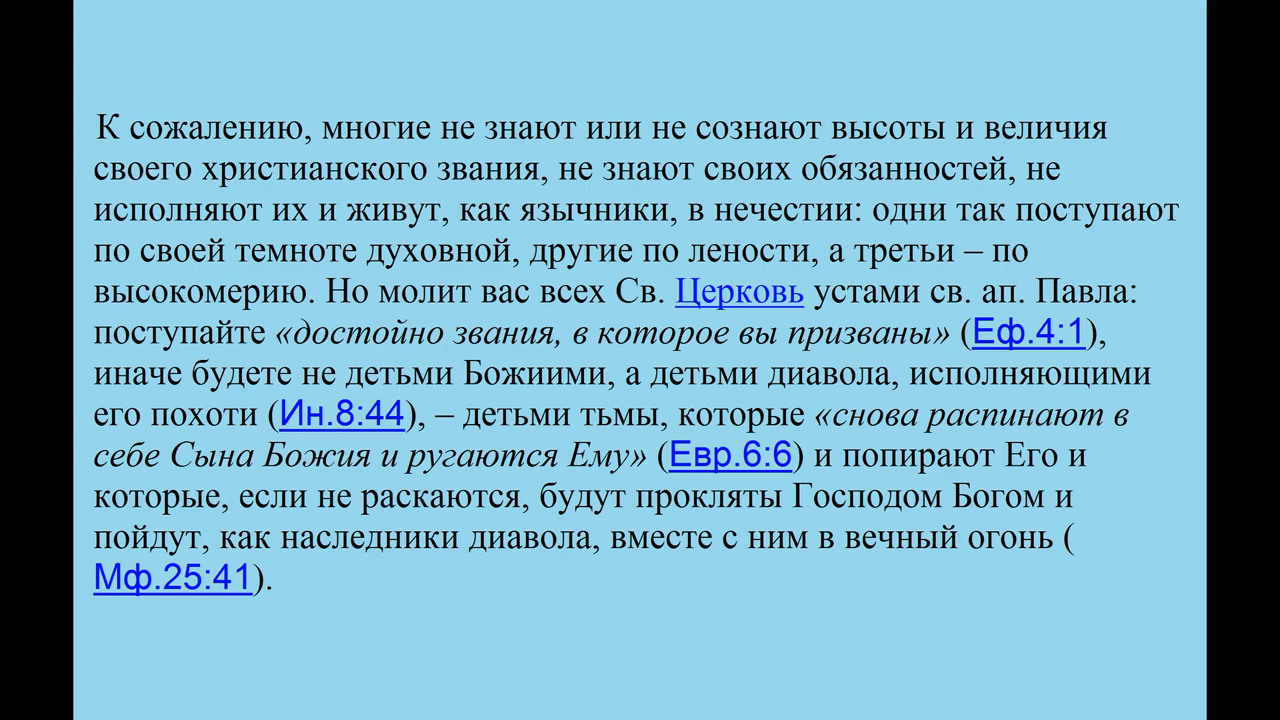 К сожалению, многие не знают или не сознают высоты и величия
своего христианского звания, не знают своих обязанностей, не
исполняют их и живут, как язычники, в нечестии: одни так поступают
по своей темноте духовной, другие по лености, а третьи – по
высокомерию. Но молит вас всех Св. Церковь устами св. ап. Павла:
поступайте «достойно звания, в которое вы призваны» (Еф.4:1),
иначе будете не детьми Божиими, а детьми диавола, исполняющими
его похоти (Ин.8:44), – детьми тьмы, которые «снова распинают в
себе Сына Божия и ругаются Ему» (Евр.6:6) и попирают Его и
которые, если не раскаются, будут прокляты Господом Богом и
пойдут, как наследники диавола, вместе с ним в вечный огонь (
Мф.25:41).